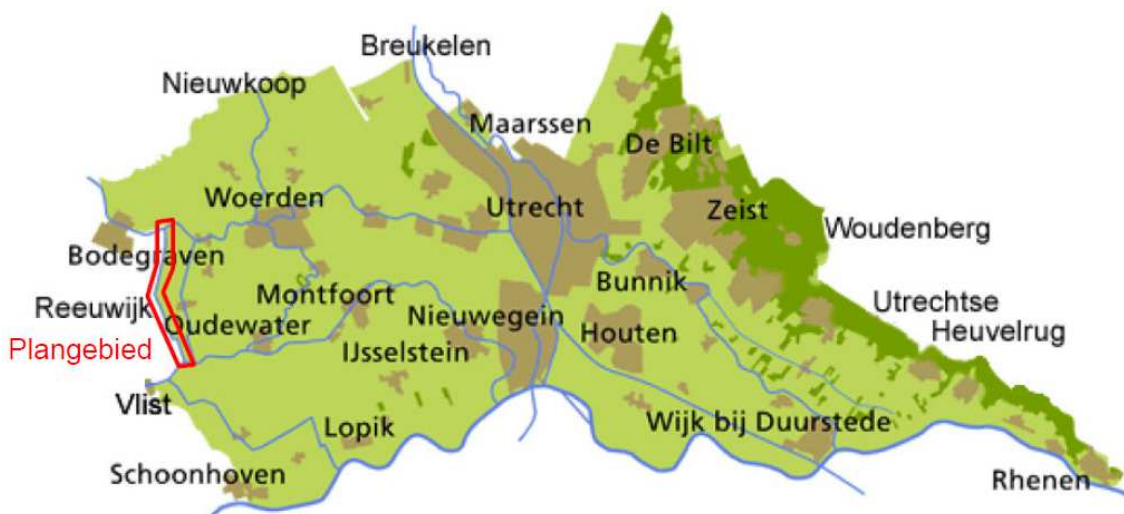 Breukelen
Nieuwkoop
Maarssen
De Bilt
Woerden
Utrecht
Zeist
Woudenberg
Bodegraven
Bunnik
Montfoort
Reeuwijk
Utrechtse
Heuvelrug
Oudewater
Nieuwegein
Houten
Plangebied
IJsselstein
Vlist
Lopik
Wijk bij Duurstede
Schoonhoven
Rhenen